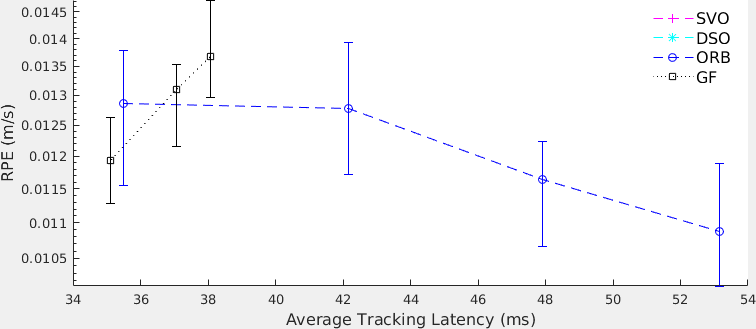 0.0145
0.014
0.0135
0.013
0.0125
0.012
0.0115
0.011
0.0105
RPE (m/s)
SVO
DSO
ORB
GF
34 36 38 40 42 44 46 48 50 52 54
Average Tracking Latency (ms)